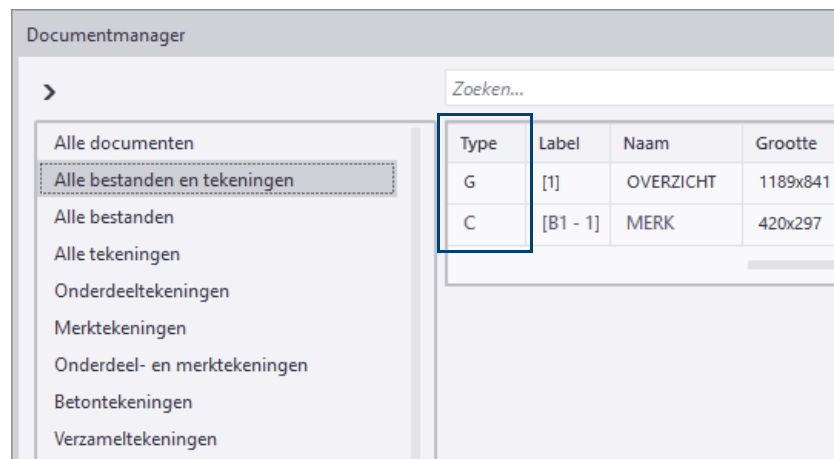 Documentmanager
Zoeken...
Alle documenten
Alle bestanden en tekeningen
Alle bestanden
Alle tekeningen
Onderdeeltekeningen
Merktekeningen
Onderdeel- en merktekeningen
Betontekeningen
Verzameltekeningen
Type Label Naam Grootte
G [1] OVERZICHT 1189x841
C [B1 - 1] MERK 420x297